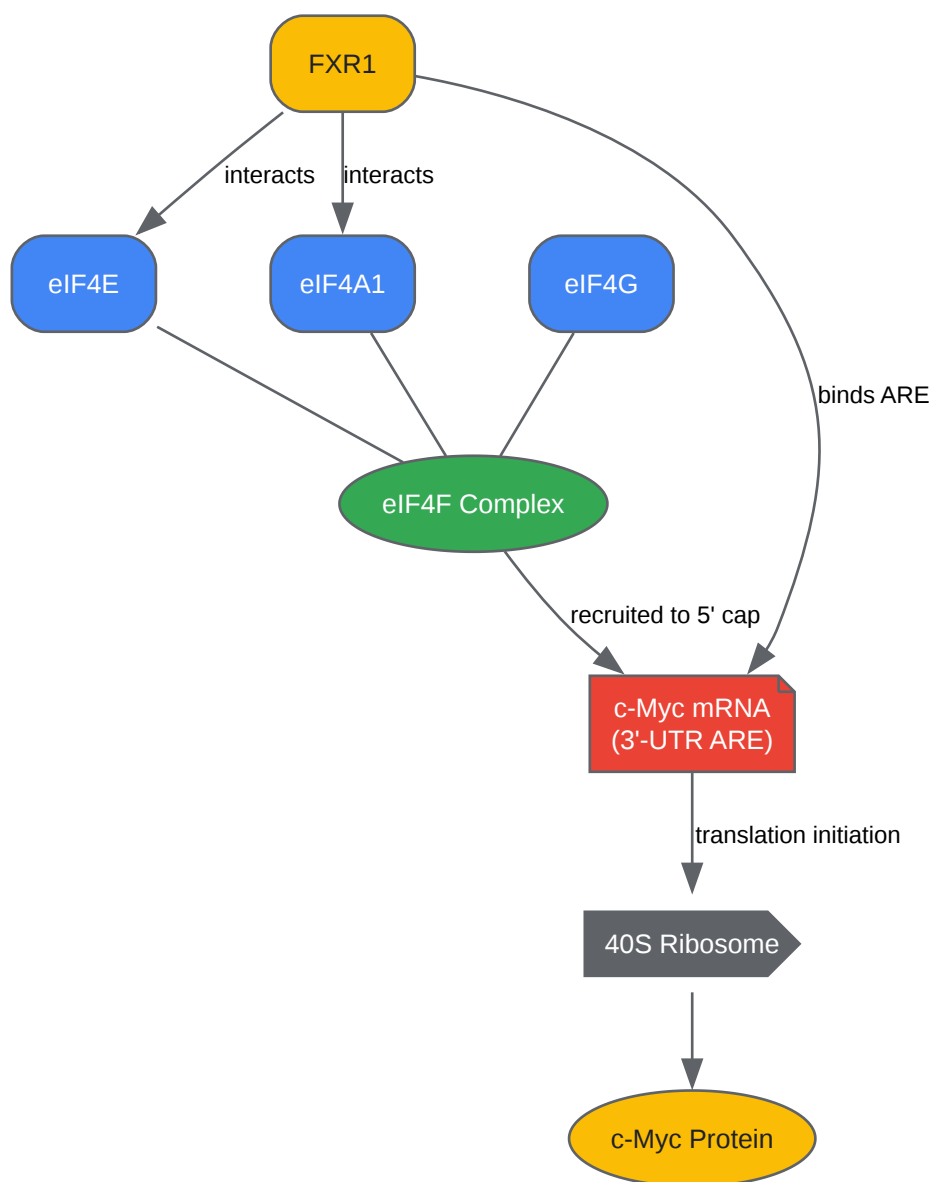 FXR1
interacts
interacts
eIF4E
eIF4A1
eIF4G
binds ARE
eIF4F Complex
recruited to 5' cap
c-Myc mRNA
(3'-UTR ARE)
translation initiation
40S Ribosome
c-Myc Protein